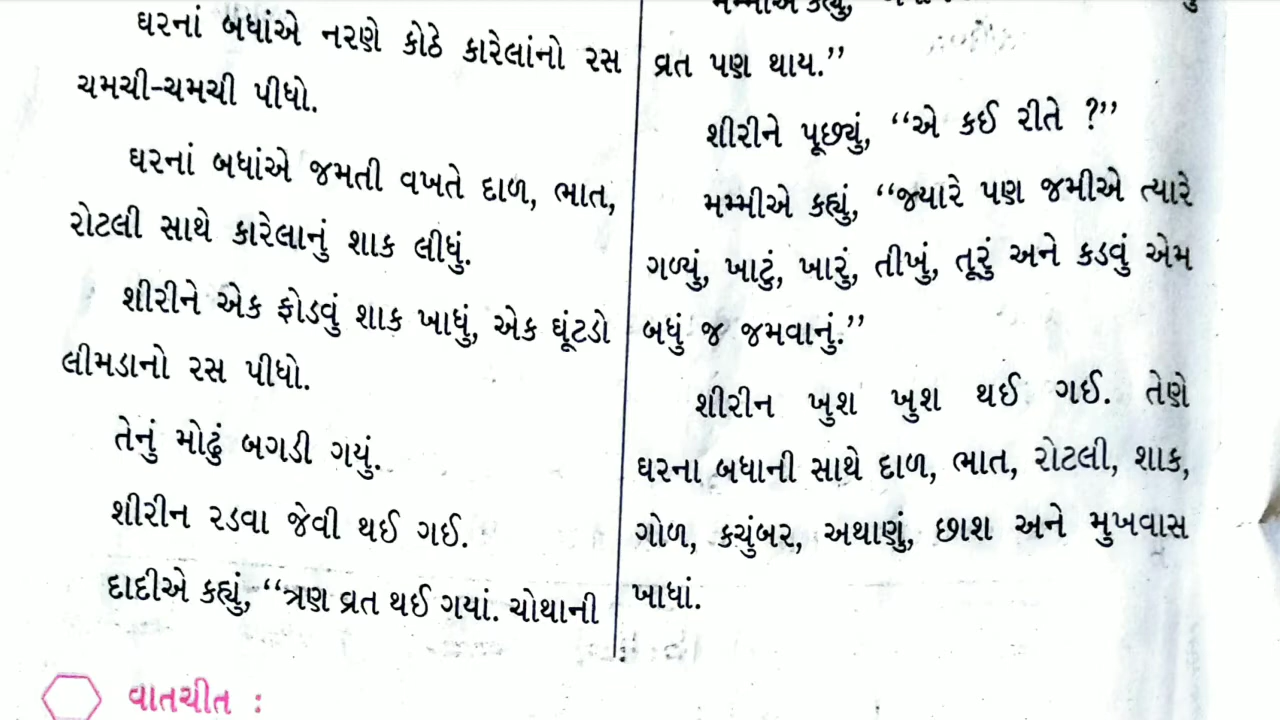 ઘરનાં બધાંએ નરણે કોઠે કારેલાંનો રસ
ચમચી-ચમચી પીધો.
ઘરનાં બધાંએ જમતી વખતે દાળ, ભાત,
રોટલી સાથે કારેલાનું શાક લીધું.
શીરીને એક ફોડવું શાક ખાધું, એક ઘૂંટડો
લીમડાનો રસ પીધો.
તેનું મોઢું બગડી ગયું.
શીરીન રડવા જેવી થઈ ગઈ.
દાદીએ કહ્યું, “ત્રણ વ્રત થઈ ગયાં. ચોથાની
મમ્મીએ કહ્યું,
વ્રત પણ થાય.”
શીરીને પૂછ્યું, “એ કઈ રીતે ?”
મમ્મીએ કહ્યું, “જ્યારે પણ જમીએ ત્યારે
ગળ્યું, ખાટું, ખારું, તીખું, તૂરું અને કડવું એમ
બધું જ જમવાનું.”
શીરીન ખુશ ખુશ થઈ ગઈ. તેણે
ઘરના બધાની સાથે દાળ, ભાત, રોટલી, શાક,
ગોળ, કચુંબર, અથાણું, છાશ અને મુખવાસ
ખાધાં.
વાતચીત :